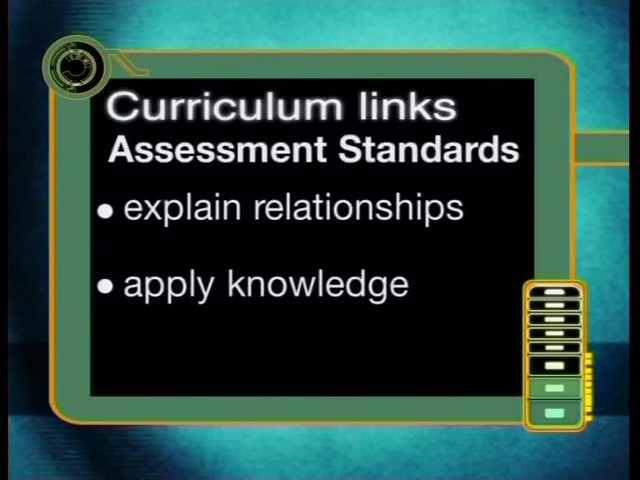 Curriculum links
Assessment Standards
• explain relationships
• apply knowledge